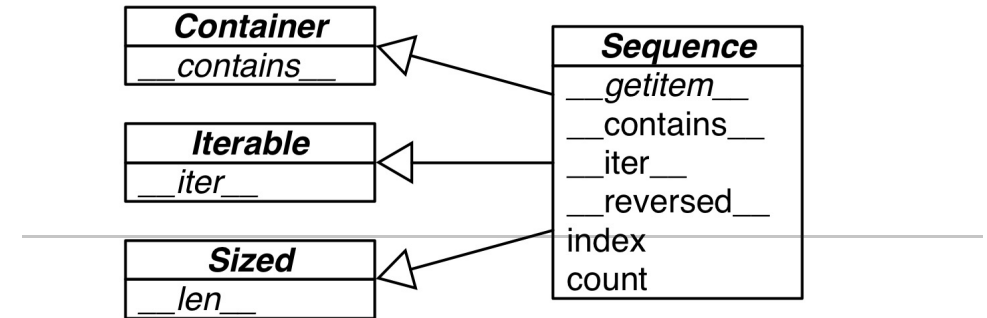 Container
__contains__
Iterable
__iter__
Sized
__len__
Sequence
__getitem__
__contains__
__iter__
__reversed__
index
count